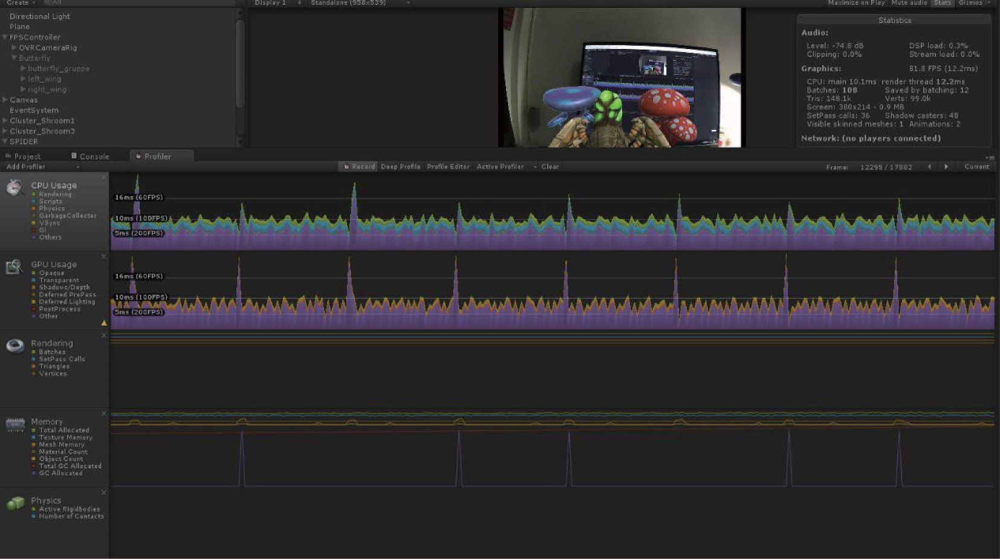 Create
All
Display 1
Standalone (958x539)
Maximize on Play Mute audio Stats Gizmos
Directional Light
Plane
FPSController
OVRCameraRig
Butterfly
butterfly_gruppe
left_wing
right_wing
Canvas
EventSystem
Cluster_Shroom1
Cluster_Shroom3
SPIDER
Statistics
Audio:
Level: -74.8 dB DSP load: 0.3%
Clipping: 0.0% Stream load: 0.0%
Graphics: 81.8 FPS (12.2ms)
CPU: main 10.1ms render thread 12.2ms
Batches: 108 Saved by batching: 12
Tris: 148.1k Verts: 99.0k
Screen: 380x214 - 0.9 MB
SetPass calls: 36 Shadow casters: 48
Visible skinned meshes: 1 Animations: 2
Network: (no players connected)
Project Console Profiler
Add Profiler Record Deep Profile Profile Editor Active Profiler Clear Frame: 12295 / 17882 Current
CPU Usage
Rendering
Scripts
Physics
GarbageCollector
VSync
GI
Others
16ms (60FPS)
10ms (100FPS)
5ms (200FPS)
GPU Usage
Opaque
Transparent
Shadows/Depth
Deferred PrePass
Deferred Lighting
PostProcess
Other
16ms (60FPS)
10ms (100FPS)
5ms (200FPS)
Rendering
Batches
SetPass Calls
Triangles
Vertices
Memory
Total Allocated
Texture Memory
Mesh Memory
Material Count
Object Count
Total GC Allocated
GC Allocated
Physics
Active Rigidbodies
Number of Contacts